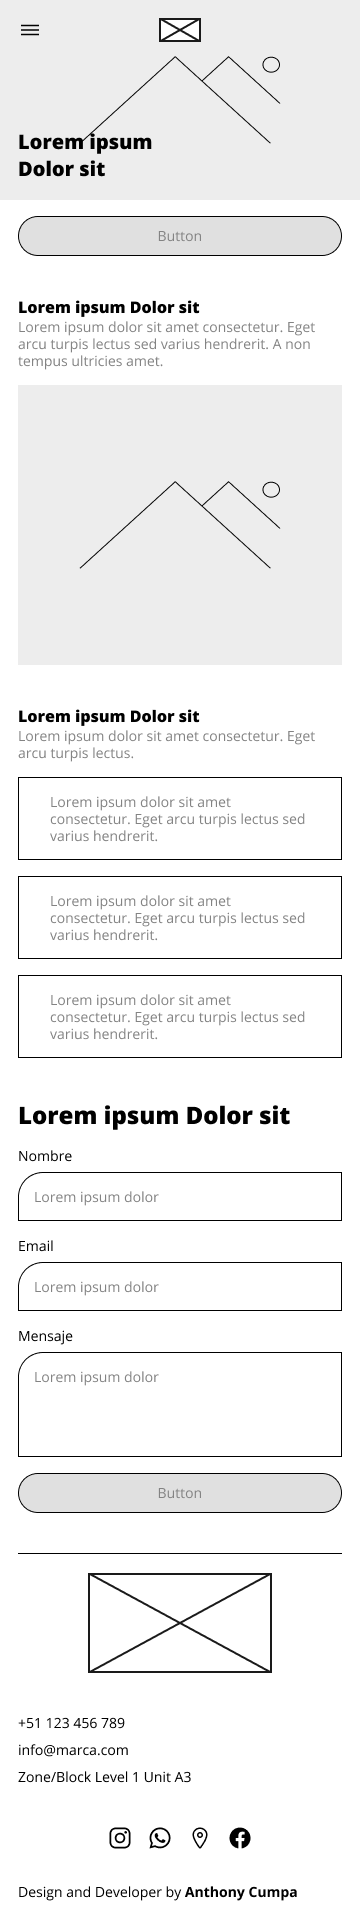 Lorem ipsum
Dolor sit
Button
Lorem ipsum Dolor sit
Lorem ipsum dolor sit amet consectetur. Eget
arcu turpis lectus sed varius hendrerit. A non
tempus ultricies amet.
Lorem ipsum Dolor sit
Lorem ipsum dolor sit amet consectetur. Eget
arcu turpis lectus.
Lorem ipsum dolor sit amet
consectetur. Eget arcu turpis lectus sed
varius hendrerit.
Lorem ipsum dolor sit amet
consectetur. Eget arcu turpis lectus sed
varius hendrerit.
Lorem ipsum dolor sit amet
consectetur. Eget arcu turpis lectus sed
varius hendrerit.
Lorem ipsum Dolor sit
Nombre
Lorem ipsum dolor
Email
Lorem ipsum dolor
Mensaje
Lorem ipsum dolor
Button
+51 123 456 789
info@marca.com
Zone/Block Level 1 Unit A3
Design and Developer by Anthony Cumpa